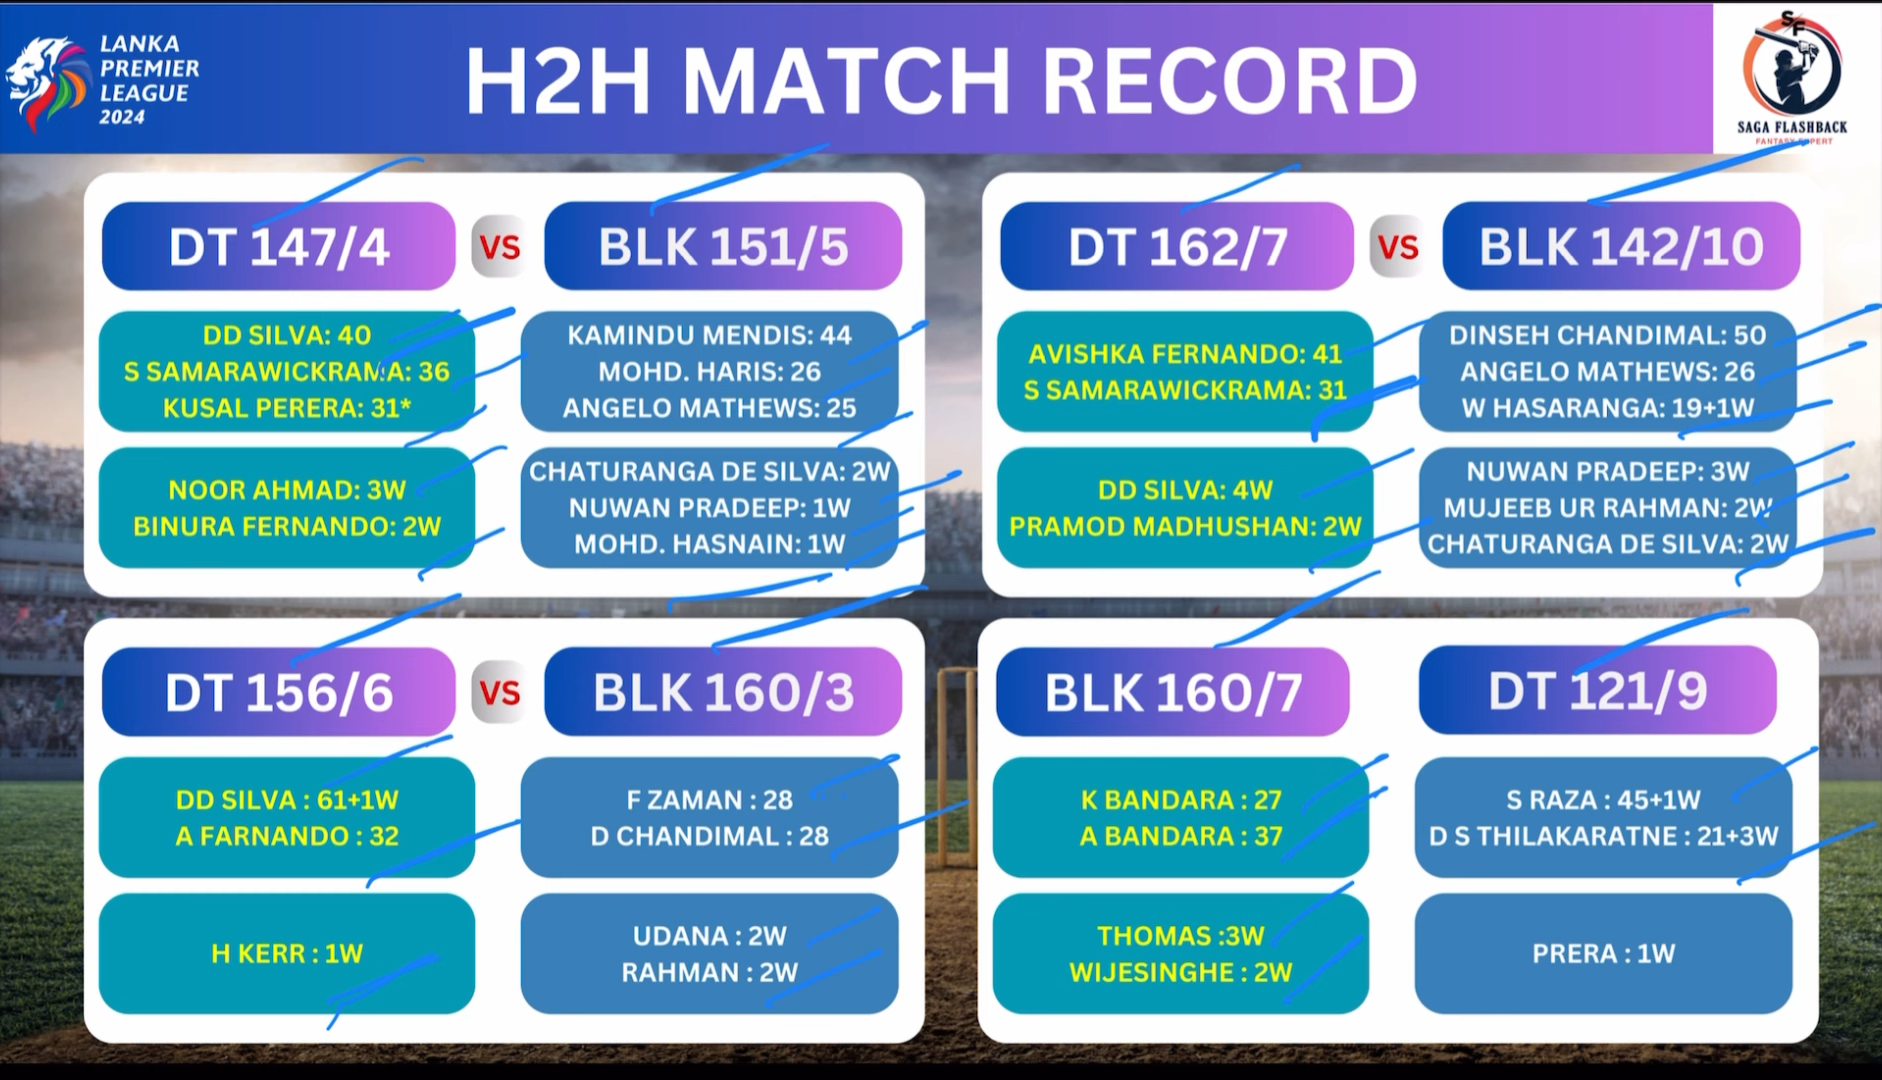 LANKA
PREMIER
LEAGUE
2024
H2H MATCH RECORD
SF
SAGA FLASHBACK
FANTASY EXPERT
DT 147/4
VS
BLK 151/5
DD SILVA: 40
S SAMARAWICKRAMA: 36
KUSAL PERERA: 31*
KAMINDU MENDIS: 44
MOHD. HARIS: 26
ANGELO MATHEWS: 25
NOOR AHMAD: 3W
BINURA FERNANDO: 2W
CHATURANGA DE SILVA: 2W
NUWAN PRADEEP: 1W
MOHD. HASNAIN: 1W
DT 162/7
VS
BLK 142/10
AVISHKA FERNANDO: 41
S SAMARAWICKRAMA: 31
DINSEH CHANDIMAL: 50
ANGELO MATHEWS: 26
W HASARANGA: 19+1W
DD SILVA: 4W
PRAMOD MADHUSHAN: 2W
NUWAN PRADEEP: 3W
MUJEEB UR RAHMAN: 2W
CHATURANGA DE SILVA: 2W
DT 156/6
VS
BLK 160/3
DD SILVA : 61+1W
A FARNANDO : 32
F ZAMAN : 28
D CHANDIMAL : 28
H KERR : 1W
UDANA : 2W
RAHMAN : 2W
BLK 160/7
DT 121/9
K BANDARA : 27
A BANDARA : 37
S RAZA : 45+1W
D S THILAKARATNE : 21+3W
THOMAS :3W
WIJESINGHE : 2W
PRERA : 1W